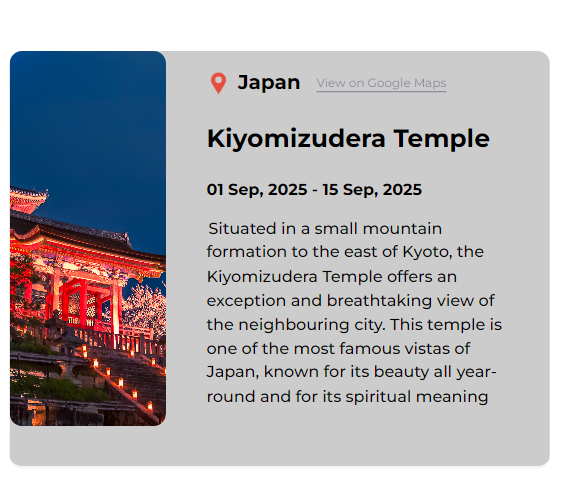 Japan View on Google Maps
Kiyomizudera Temple
01 Sep, 2025 - 15 Sep, 2025
Situated in a small mountain
formation to the east of Kyoto, the
Kiyomizudera Temple offers an
exception and breathtaking view of
the neighbouring city. This temple is
one of the most famous vistas of
Japan, known for its beauty all year-
round and for its spiritual meaning